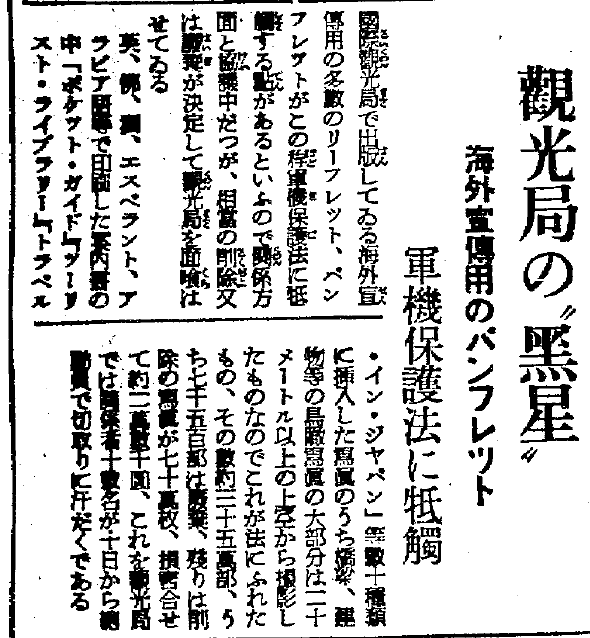 觀光局の〝黑星〟
海外宣傳用のパンフレツト
軍機保護法に牴觸
國際觀光局で出版してゐる海外宣
傳用の多數のリーフレツト、パン
フレツトがこの程軍機保護法に牴
觸する點があるといふので關係方
面と協議中だつが、相當の削除又
は廢棄が決定して觀光局を面喰は
せてゐる
英、佛、獨、エスペラント、ア
ラビア語等で印刷した案内書の
中「ポケツト・ガイド」「ツーリ
スト・ライブラリー」「トラベル
・イン・ジヤパン」等數十種類
に挿入した寫眞のうち橋梁、建
物等の鳥瞰寫眞の大部分は二十
メートル以上の上空から撮影し
たものなのでこれが法にふれた
もの、その數約三十五萬部、う
ち七千五百部は廢棄、殘りは削
除の寫眞が七十萬枚、損害合せ
て約二萬數千圓、これを觀光局
では關係者十數名が十日から總
動員で切取りに汗だくである